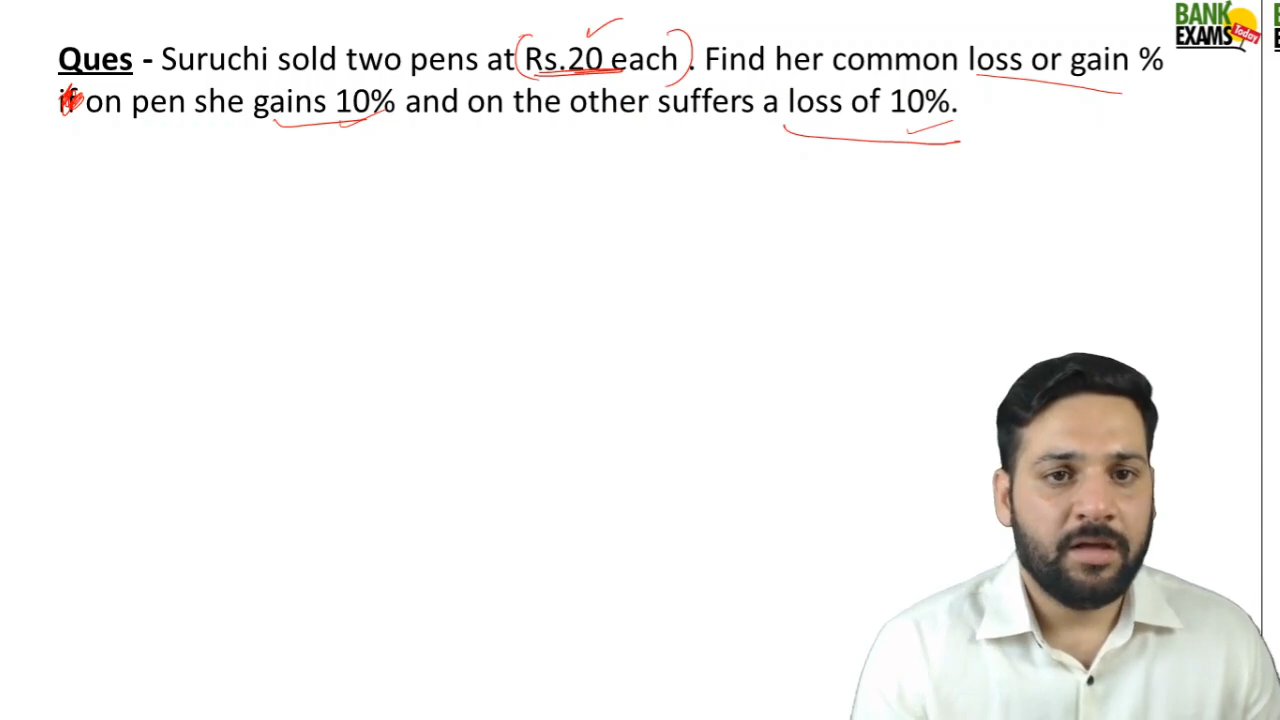 BANK
EXAMS Today
Ques - Suruchi sold two pens at Rs.20 each . Find her common loss or gain %
if on pen she gains 10% and on the other suffers a loss of 10%.